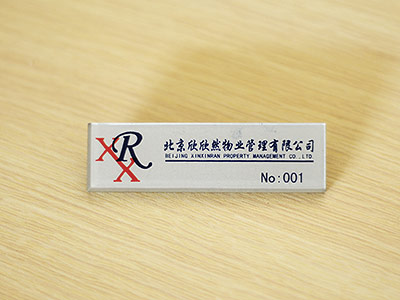 XRX
北京欣欣然物业管理有限公司
BEIJING XINXINRAN PROPERTY MANAGEMENT CO.,LTD.
No:001